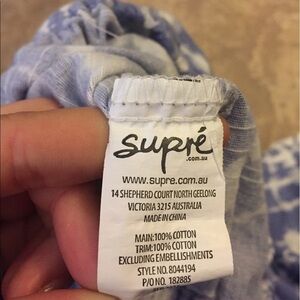 supré
.com.au
www.supre.com.au
14 SHEPHERD COURT NORTH GEELONG
VICTORIA 3215 AUSTRALIA
MADE IN CHINA
MAIN:100% COTTON
TRIM:100% COTTON
EXCLUDING EMBELLISHMENTS
STYLE NO. 8044194
P/O NO. 182885